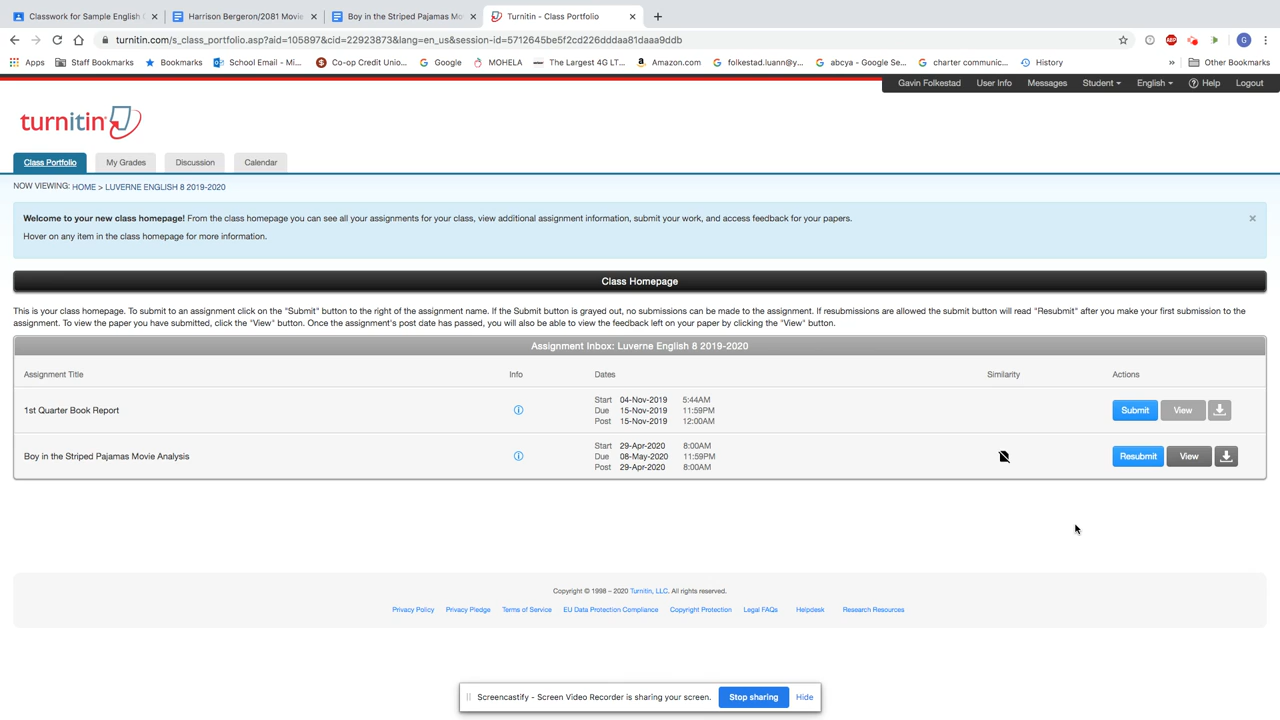 Classwork for Sample English
Harrison Bergeron/2081 Movie
Boy in the Striped Pajamas Mo
Turnitin - Class Portfolio
turnitin.com/s_class_portfolio.asp?aid=105897&cid=22923873&lang=en_us&session-id=5712645be5f2cd226dddaa81daaa9ddb
G
Apps Staff Bookmarks Bookmarks School Email - Mi... Co-op Credit Unio... Google MOHELA The Largest 4G LT... Amazon.com folkestad.luann@y... abcya - Google Se... charter communic... History » Other Bookmarks
Gavin Folkestad User Info Messages Student English Help Logout
turnitin
Class Portfolio My Grades Discussion Calendar
NOW VIEWING: HOME > LUVERNE ENGLISH 8 2019-2020
Welcome to your new class homepage! From the class homepage you can see all your assignments for your class, view additional assignment information, submit your work, and access feedback for your papers.
Hover on any item in the class homepage for more information.
Class Homepage
This is your class homepage. To submit to an assignment click on the "Submit" button to the right of the assignment name. If the Submit button is grayed out, no submissions can be made to the assignment. If resubmissions are allowed the submit button will read "Resubmit" after you make your first submission to the
assignment. To view the paper you have submitted, click the "View" button. Once the assignment's post date has passed, you will also be able to view the feedback left on your paper by clicking the "View" button.
Assignment Inbox: Luverne English 8 2019-2020
Assignment Title Info Dates Similarity Actions
Start 04-Nov-2019 5:44AM
1st Quarter Book Report Due 15-Nov-2019 11:59PM Submit View
Post 15-Nov-2019 12:00AM
Start 29-Apr-2020 8:00AM
Boy in the Striped Pajamas Movie Analysis Due 08-May-2020 11:59PM Resubmit View
Post 29-Apr-2020 8:00AM
Copyright © 1998 – 2020 Turnitin, LLC. All rights reserved.
Privacy Policy Privacy Pledge Terms of Service EU Data Protection Compliance Copyright Protection Legal FAQs Helpdesk Research Resources
Screencastify - Screen Video Recorder is sharing your screen. Stop sharing Hide